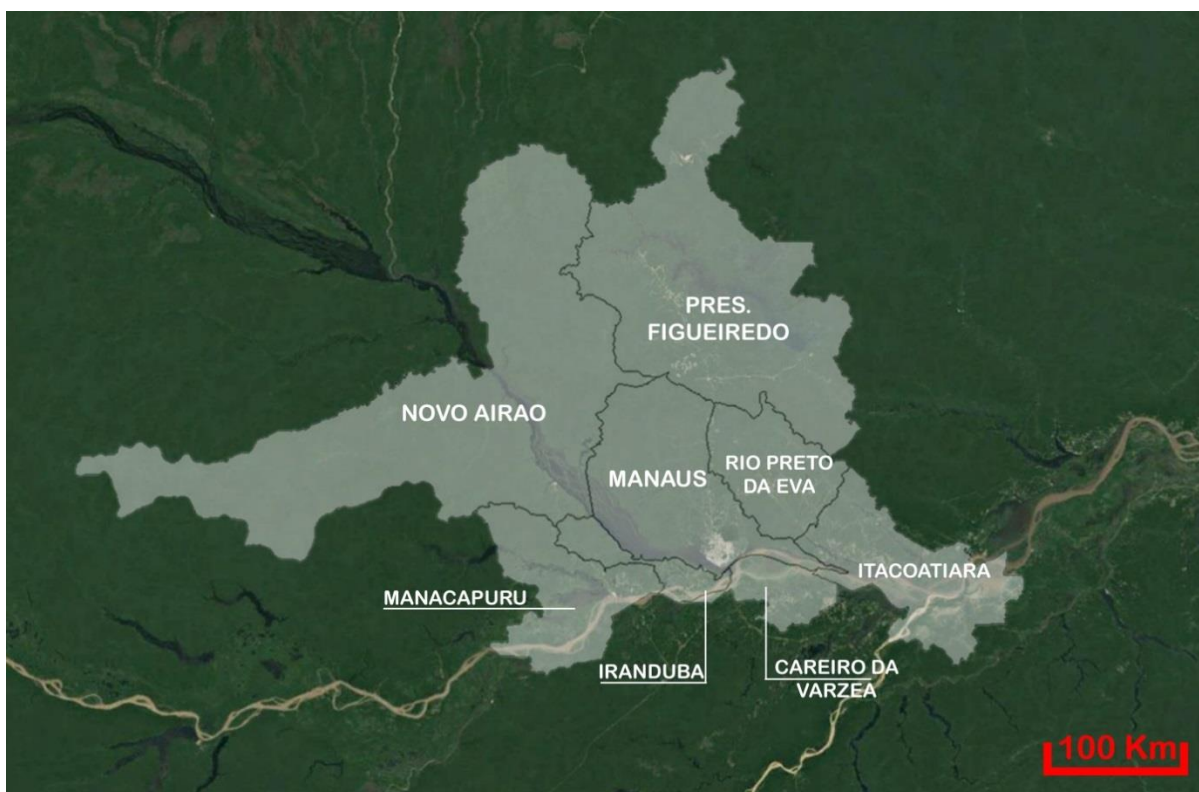 PRES.
FIGUEIREDO
NOVO AIRAO
MANAUS
RIO PRETO
DA EVA
ITACOATIARA
MANACAPURU
IRANDUBA
CAREIRO DA
VARZEA
100 Km